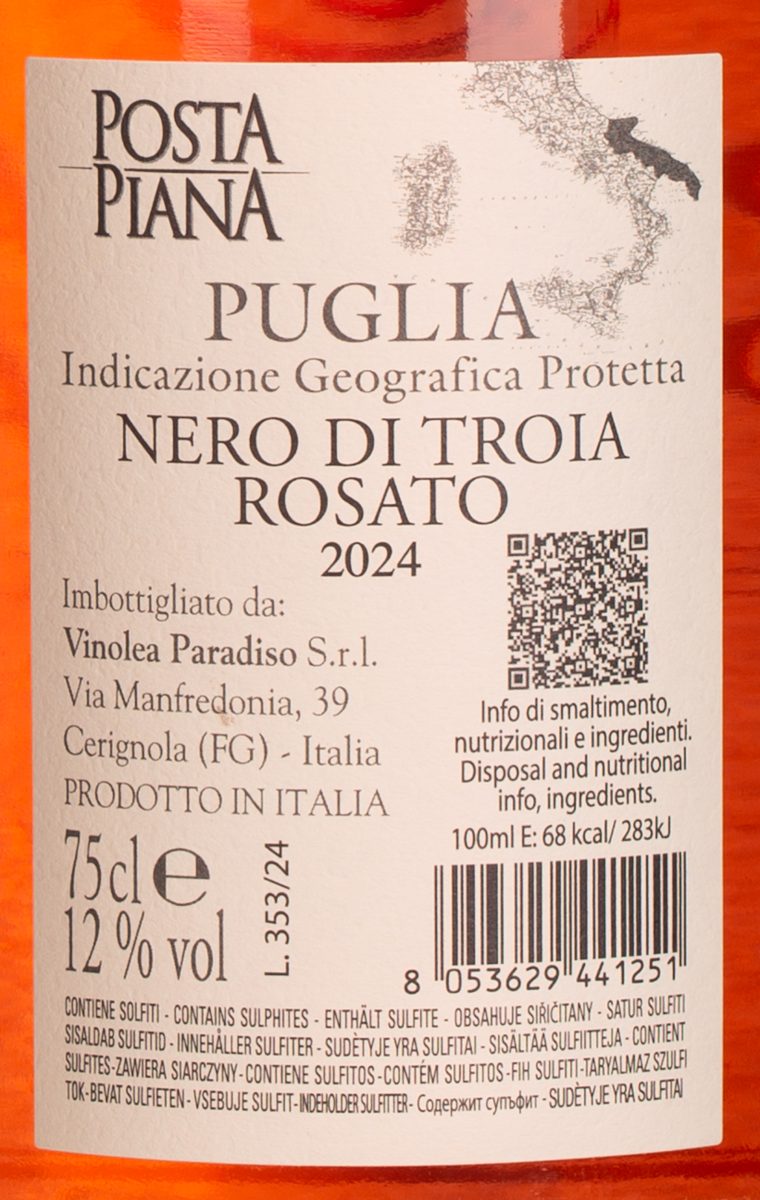 POSTA
PIANA
PUGLIA
Indicazione Geografica Protetta
NERO DI TROIA
ROSATO
2024
Imbottigliato da:
Vinolea Paradiso S.r.l.
Via Manfredonia, 39
Cerignola (FG) - Italia
PRODOTTO IN ITALIA
Info di smaltimento,
nutrizionali e ingredienti.
Disposal and nutritional
info, ingredients.
100ml E: 68 kcal/ 283kJ
75cl e
12 % vol
L. 353/24
8 053629 441251
CONTIENE SOLFITI - CONTAINS SULPHITES - ENTHÄLT SULFITE - OBSAHUJE SIŘIČITANY - SATUR SULFITI
SISALDAB SULFITID - INNEHÅLLER SULFITER - SUDĖTYJE YRA SULFITAI - SISÄLTÄÄ SULFIITTEJA - CONTIENT
SULFITES-ZAWIERA SIARCZYNY-CONTIENE SULFITOS-CONTÉM SULFITOS-FIH SULFITI-TARYALMAZ SZULFI
TOK-BEVAT SULFIETEN-VSEBUJE SULFIT-INDEHOLDER SULFITTER- Содержит супъфит - SUDĖTYJE YRA SULFITAI